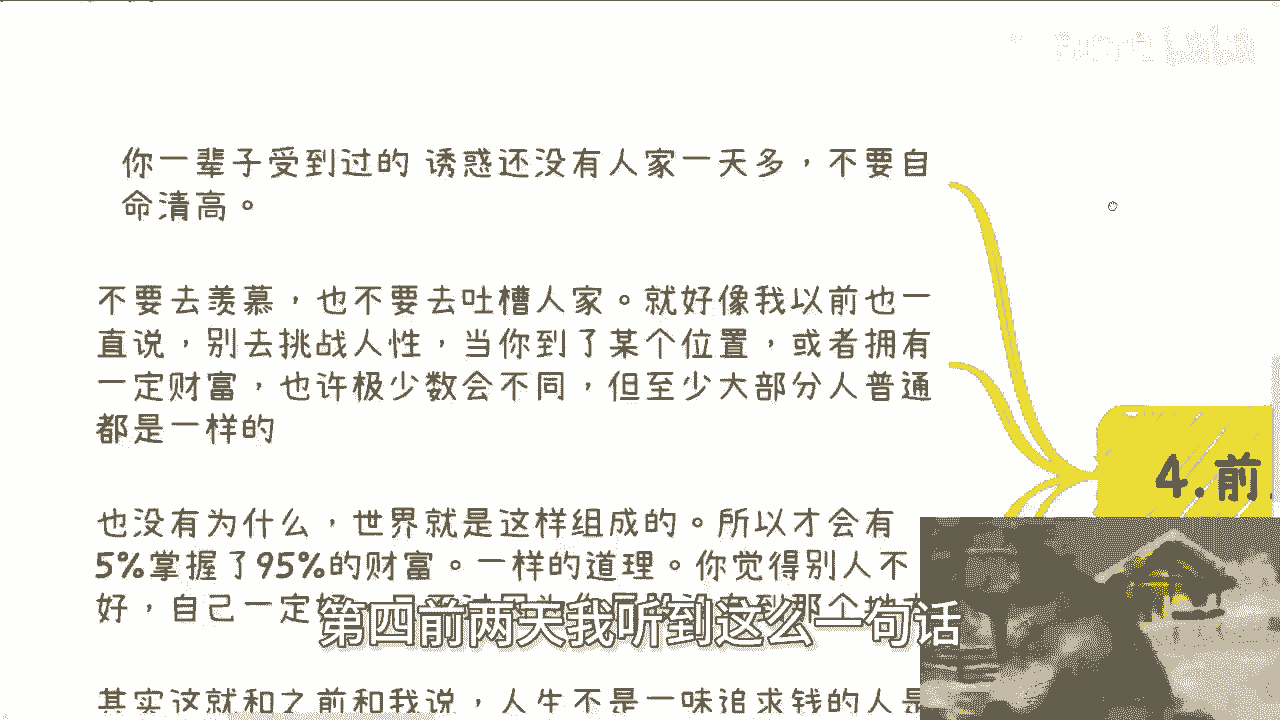 你一辈子受到过的 诱惑还没有人家一天多，不要自
命清高。
不要去羡慕，也不要去吐槽人家。就好像我以前也一
直说，别去挑战人性，当你到了某个位置，或者拥有
一定财富，也许极少数会不同，但至少大部分人普通
都是一样的
也没有为什么，世界就是这样组成的。所以才会有
5%掌握了95%的财富。一样的道理。你觉得别人不
好，自己一定好
4.前
第四前两天我听到这么一句话
其实这就和之前和我说，人生不是一味追求钱的人是